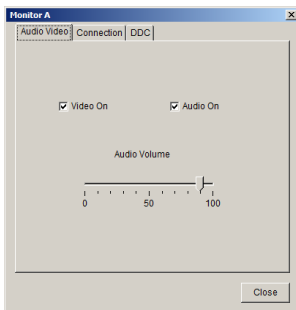 Monitor A
Audio Video Connection DDC
Video On Audio On
Audio Volume
0 50 100
Close